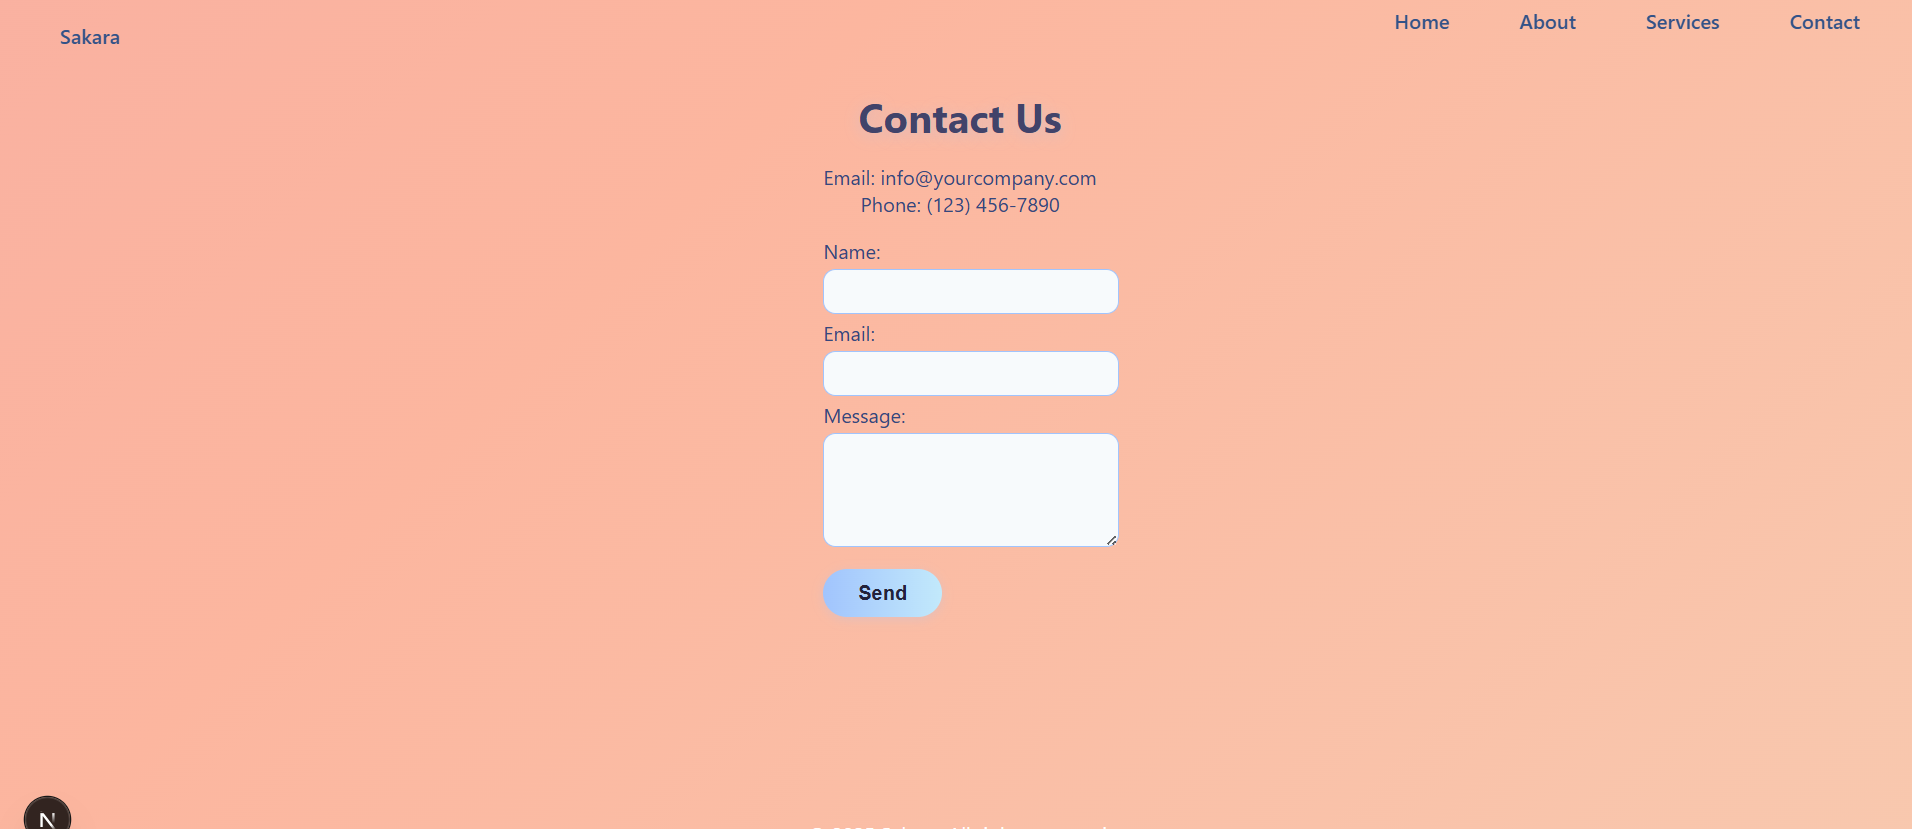 Sakara
Home About Services Contact
Contact Us
Email: info@yourcompany.com
Phone: (123) 456-7890
Name:
Email:
Message:
Send
N